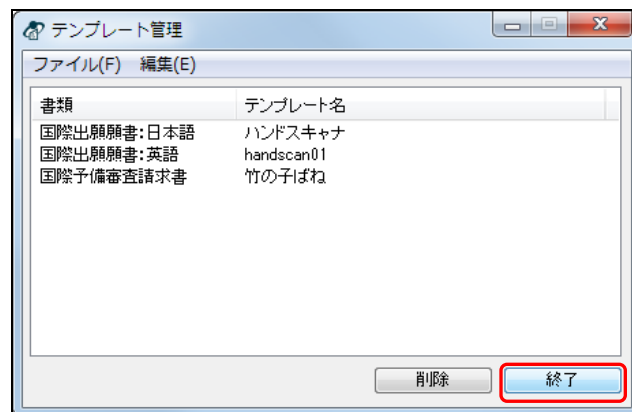 テンプレート管理
ファイル(F) 編集(E)
書類 テンプレート名
国際出願願書:日本語 ハンドスキャナ
国際出願願書:英語 handscan01
国際予備審査請求書 竹の子ばね
削除 終了